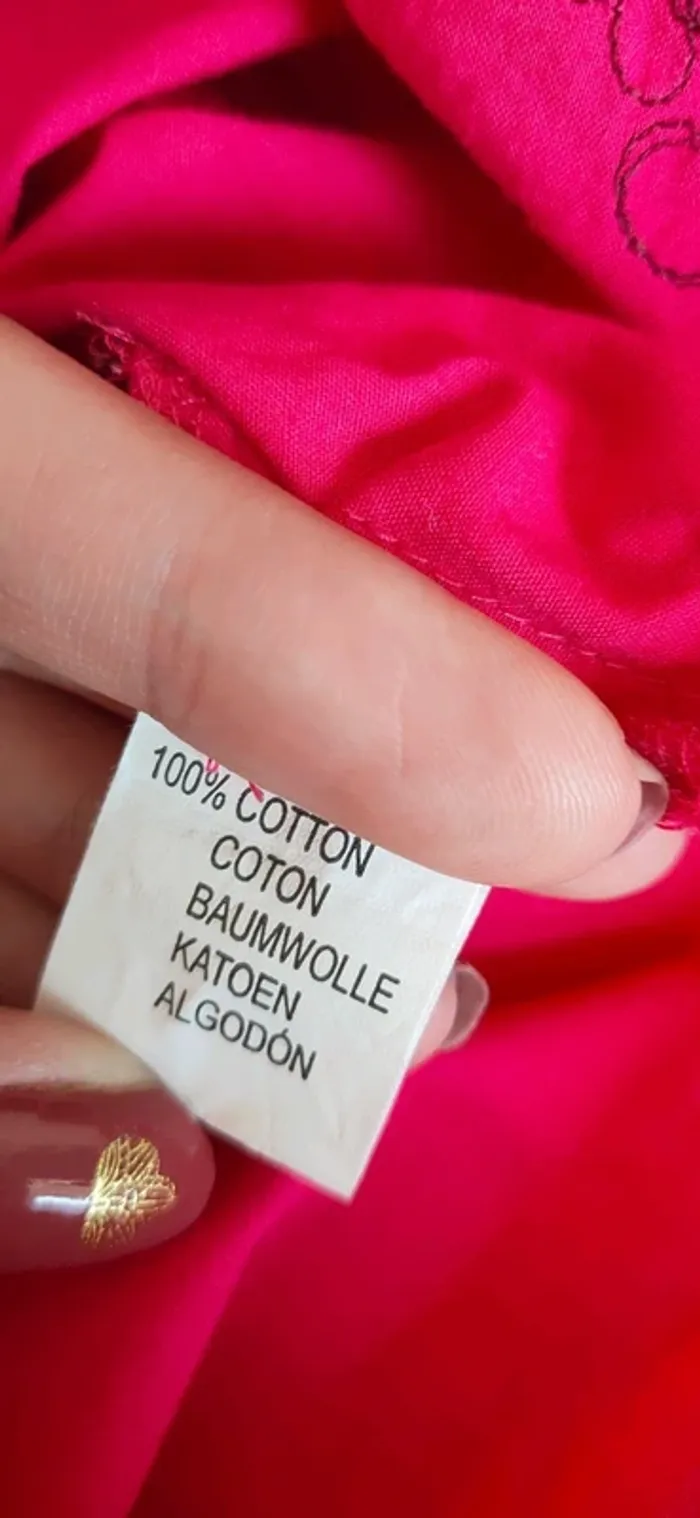 100% COTTON
COTON
BAUMWOLLE
KATOEN
ALGODÓN